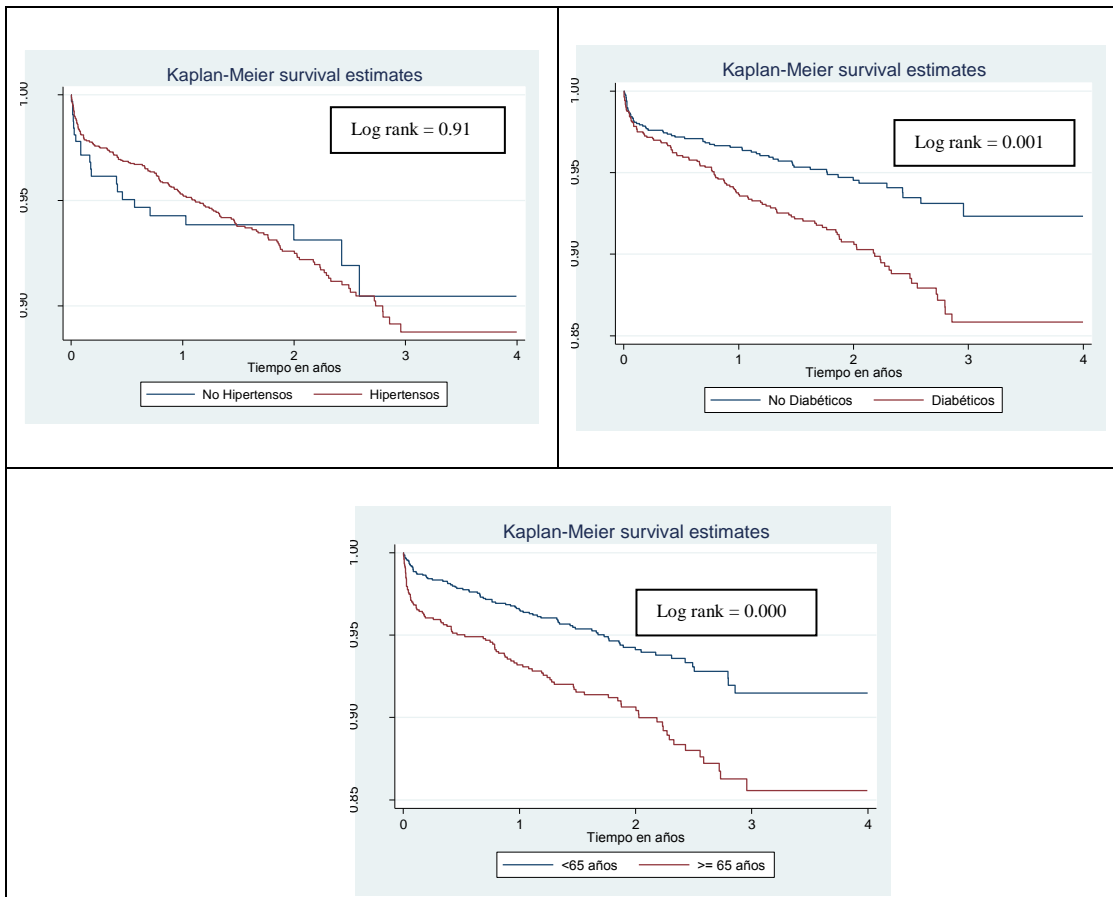 Kaplan-Meier survival estimates
Log rank = 0.91
1.00
0.95
0.90
0 1 2 3 4
Tiempo en años
No Hipertensos Hipertensos
Kaplan-Meier survival estimates
Log rank = 0.001
1.00
0.95
0.90
0.85
0 1 2 3 4
Tiempo en años
No Diabéticos Diabéticos
Kaplan-Meier survival estimates
Log rank = 0.000
1.00
0.95
0.90
0.85
0 1 2 3 4
Tiempo en años
<65 años >= 65 años